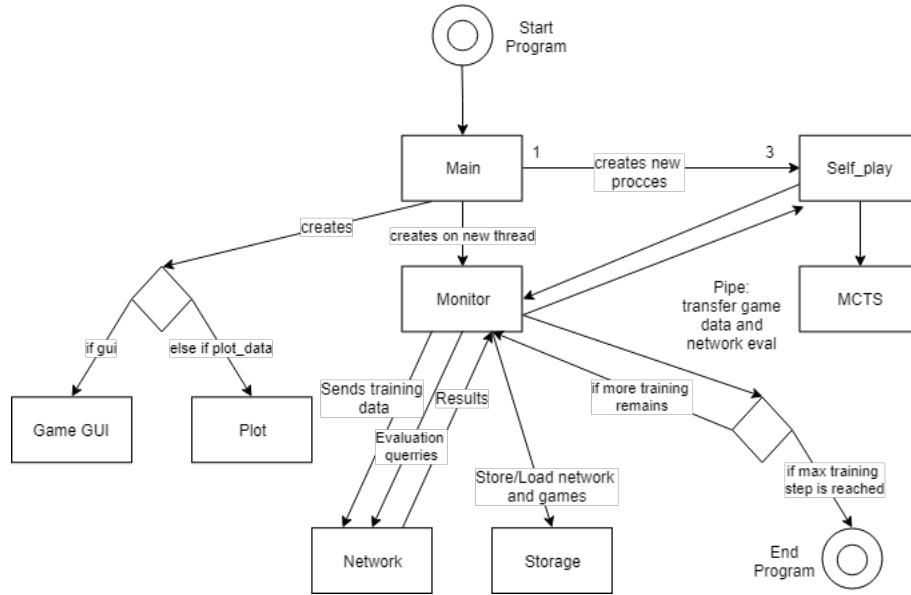 Start
Program
Main
1
creates new
procces
3
Self_play
creates
creates on new thread
Monitor
MCTS
Pipe:
transfer game
data and
network eval
if gui
else if plot_data
Sends training
data
Results
if more training
remains
Game GUI
Plot
Evaluation
querries
Store/Load network
and games
if max training
step is reached
Network
Storage
End
Program